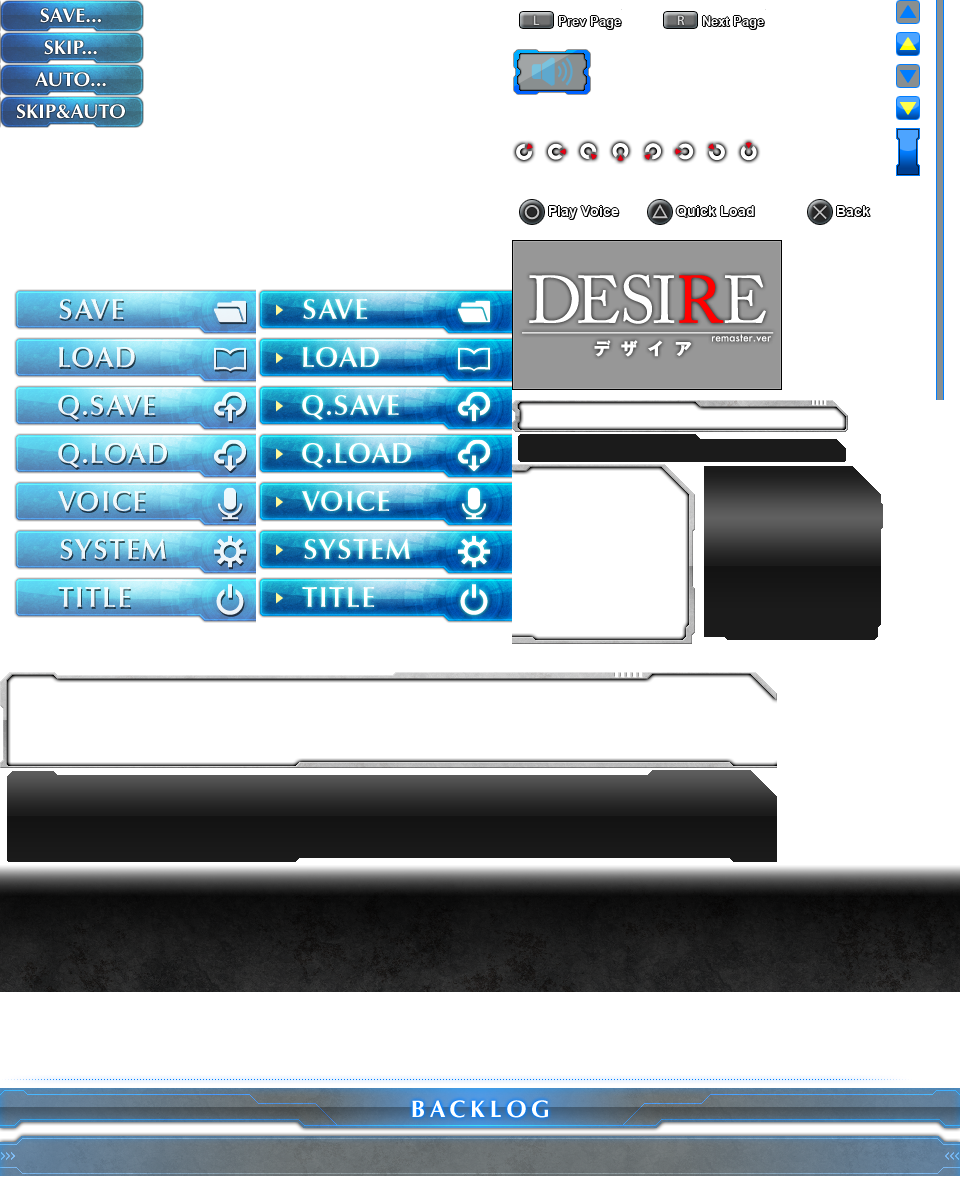 SAVE...
SKIP...
AUTO...
SKIP&AUTO
L Prev Page
R Next Page
Play Voice
Quick Load
Back
DESIRE
remaster.ver
デザイア
SAVE
SAVE
LOAD
LOAD
Q.SAVE
Q.SAVE
Q.LOAD
Q.LOAD
VOICE
VOICE
SYSTEM
SYSTEM
TITLE
TITLE
BACKLOG